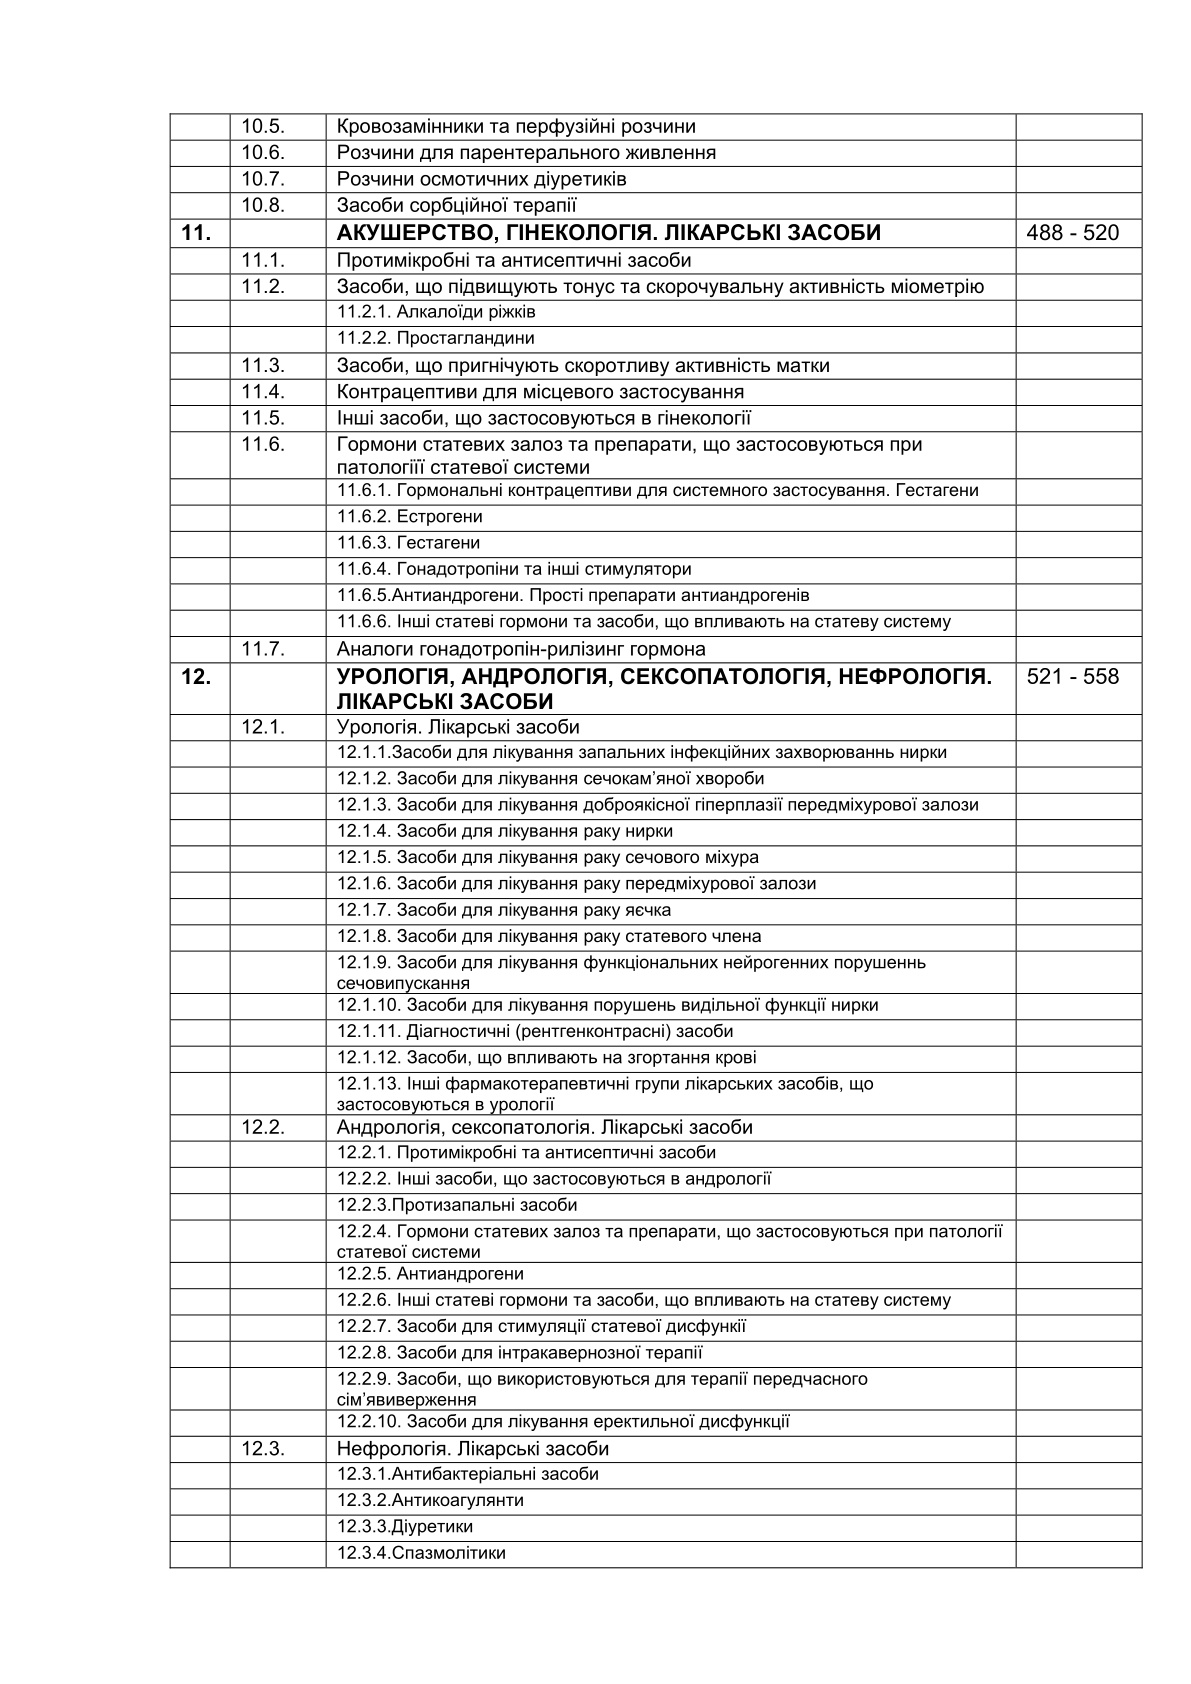 10.5. Кровозамінники та перфузійні розчини
10.6. Розчини для парентерального живлення
10.7. Розчини осмотичних діуретиків
10.8. Засоби сорбційної терапії
11. АКУШЕРСТВО, ГІНЕКОЛОГІЯ. ЛІКАРСЬКІ ЗАСОБИ 488 - 520
11.1. Протимікробні та антисептичні засоби
11.2. Засоби, що підвищують тонус та скорочувальну активність міометрію
11.2.1. Алкалоїди ріжків
11.2.2. Простагландини
11.3. Засоби, що пригнічують скоротливу активність матки
11.4. Контрацептиви для місцевого застосування
11.5. Інші засоби, що застосовуються в гінекології
11.6. Гормони статевих залоз та препарати, що застосовуються при
патологіїї статевої системи
11.6.1. Гормональні контрацептиви для системного застосування. Гестагени
11.6.2. Естрогени
11.6.3. Гестагени
11.6.4. Гонадотропіни та інші стимулятори
11.6.5.Антиандрогени. Прості препарати антиандрогенів
11.6.6. Інші статеві гормони та засоби, що впливають на статеву систему
11.7. Аналоги гонадотропін-рилізинг гормона
12. УРОЛОГІЯ, АНДРОЛОГІЯ, СЕКСОПАТОЛОГІЯ, НЕФРОЛОГІЯ. 521 - 558
ЛІКАРСЬКІ ЗАСОБИ
12.1. Урологія. Лікарські засоби
12.1.1.Засоби для лікування запальних інфекційних захворюваннь нирки
12.1.2. Засоби для лікування сечокам’яної хвороби
12.1.3. Засоби для лікування доброякісної гіперплазії передміхурової залози
12.1.4. Засоби для лікування раку нирки
12.1.5. Засоби для лікування раку сечового міхура
12.1.6. Засоби для лікування раку передміхурової залози
12.1.7. Засоби для лікування раку яєчка
12.1.8. Засоби для лікування раку статевого члена
12.1.9. Засоби для лікування функціональних нейрогенних порушеннь
сечовипускання
12.1.10. Засоби для лікування порушень видільної функції нирки
12.1.11. Діагностичні (рентгенконтрасні) засоби
12.1.12. Засоби, що впливають на згортання крові
12.1.13. Інші фармакотерапевтичні групи лікарських засобів, що
застосовуються в урології
12.2. Андрологія, сексопатологія. Лікарські засоби
12.2.1. Протимікробні та антисептичні засоби
12.2.2. Інші засоби, що застосовуються в андрології
12.2.3.Протизапальні засоби
12.2.4. Гормони статевих залоз та препарати, що застосовуються при патології
статевої системи
12.2.5. Антиандрогени
12.2.6. Інші статеві гормони та засоби, що впливають на статеву систему
12.2.7. Засоби для стимуляції статевої дисфункії
12.2.8. Засоби для інтракавернозної терапії
12.2.9. Засоби, що використовуються для терапії передчасного
сім’явиверження
12.2.10. Засоби для лікування еректильної дисфункції
12.3. Нефрологія. Лікарські засоби
12.3.1.Антибактеріальні засоби
12.3.2.Антикоагулянти
12.3.3.Діуретики
12.3.4.Спазмолітики